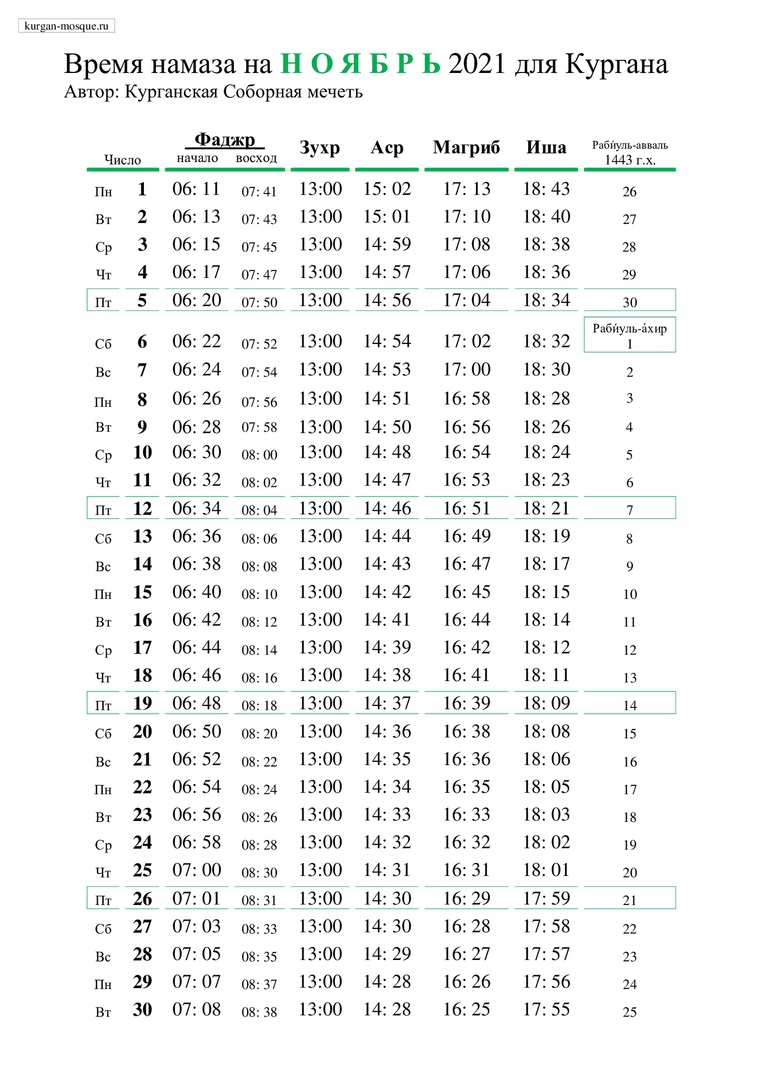 kurgan-mosque.ru
Время намаза на НОЯБРЬ 2021 для Кургана
Автор: Курганская Соборная мечеть
Число Фаджр начало восход Зухр Аср Магриб Иша Раби́уль-авваль 1443 г.х.
Пн 1 06: 11 07: 41 13:00 15: 02 17: 13 18: 43 26
Вт 2 06: 13 07: 43 13:00 15: 01 17: 10 18: 40 27
Ср 3 06: 15 07: 45 13:00 14: 59 17: 08 18: 38 28
Чт 4 06: 17 07: 47 13:00 14: 57 17: 06 18: 36 29
Пт 5 06: 20 07: 50 13:00 14: 56 17: 04 18: 34 30
Раби́уль-а́хир
Сб 6 06: 22 07: 52 13:00 14: 54 17: 02 18: 32 1
Вс 7 06: 24 07: 54 13:00 14: 53 17: 00 18: 30 2
Пн 8 06: 26 07: 56 13:00 14: 51 16: 58 18: 28 3
Вт 9 06: 28 07: 58 13:00 14: 50 16: 56 18: 26 4
Ср 10 06: 30 08: 00 13:00 14: 48 16: 54 18: 24 5
Чт 11 06: 32 08: 02 13:00 14: 47 16: 53 18: 23 6
Пт 12 06: 34 08: 04 13:00 14: 46 16: 51 18: 21 7
Сб 13 06: 36 08: 06 13:00 14: 44 16: 49 18: 19 8
Вс 14 06: 38 08: 08 13:00 14: 43 16: 47 18: 17 9
Пн 15 06: 40 08: 10 13:00 14: 42 16: 45 18: 15 10
Вт 16 06: 42 08: 12 13:00 14: 41 16: 44 18: 14 11
Ср 17 06: 44 08: 14 13:00 14: 39 16: 42 18: 12 12
Чт 18 06: 46 08: 16 13:00 14: 38 16: 41 18: 11 13
Пт 19 06: 48 08: 18 13:00 14: 37 16: 39 18: 09 14
Сб 20 06: 50 08: 20 13:00 14: 36 16: 38 18: 08 15
Вс 21 06: 52 08: 22 13:00 14: 35 16: 36 18: 06 16
Пн 22 06: 54 08: 24 13:00 14: 34 16: 35 18: 05 17
Вт 23 06: 56 08: 26 13:00 14: 33 16: 33 18: 03 18
Ср 24 06: 58 08: 28 13:00 14: 32 16: 32 18: 02 19
Чт 25 07: 00 08: 30 13:00 14: 31 16: 31 18: 01 20
Пт 26 07: 01 08: 31 13:00 14: 30 16: 29 17: 59 21
Сб 27 07: 03 08: 33 13:00 14: 30 16: 28 17: 58 22
Вс 28 07: 05 08: 35 13:00 14: 29 16: 27 17: 57 23
Пн 29 07: 07 08: 37 13:00 14: 28 16: 26 17: 56 24
Вт 30 07: 08 08: 38 13:00 14: 28 16: 25 17: 55 25